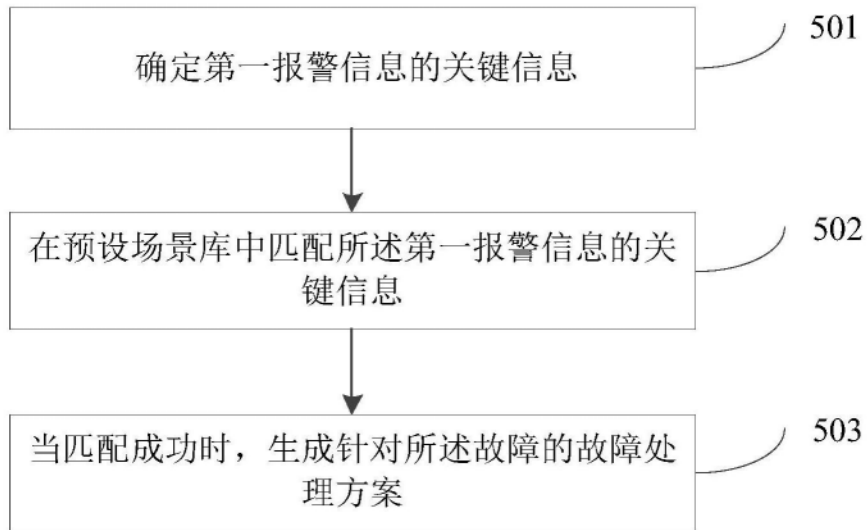 确定第一报警信息的关键信息
501
在预设场景库中匹配所述第一报警信息的关
键信息
502
当匹配成功时，生成针对所述故障的故障处
理方案
503